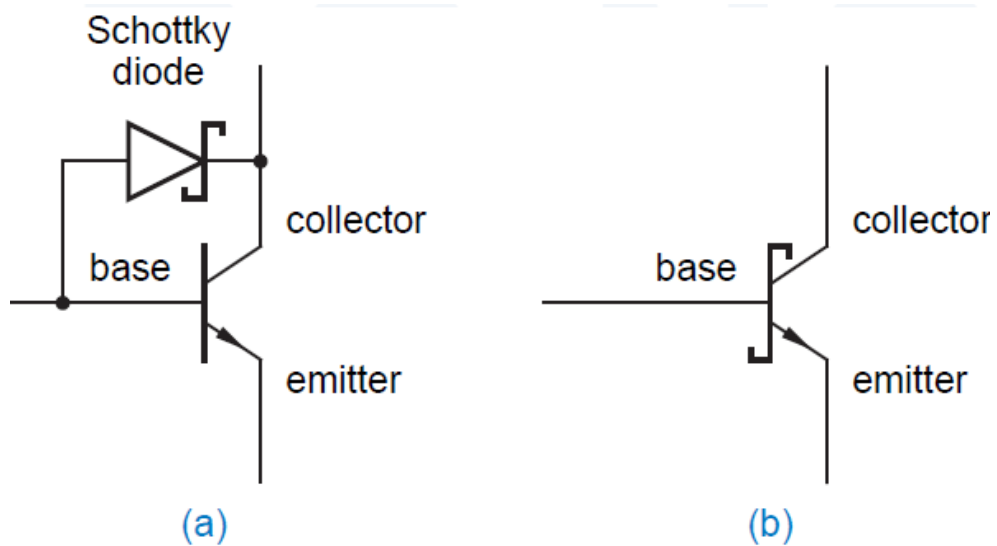 Schottky
diode
collector
base
emitter
(a)
collector
base
emitter
(b)